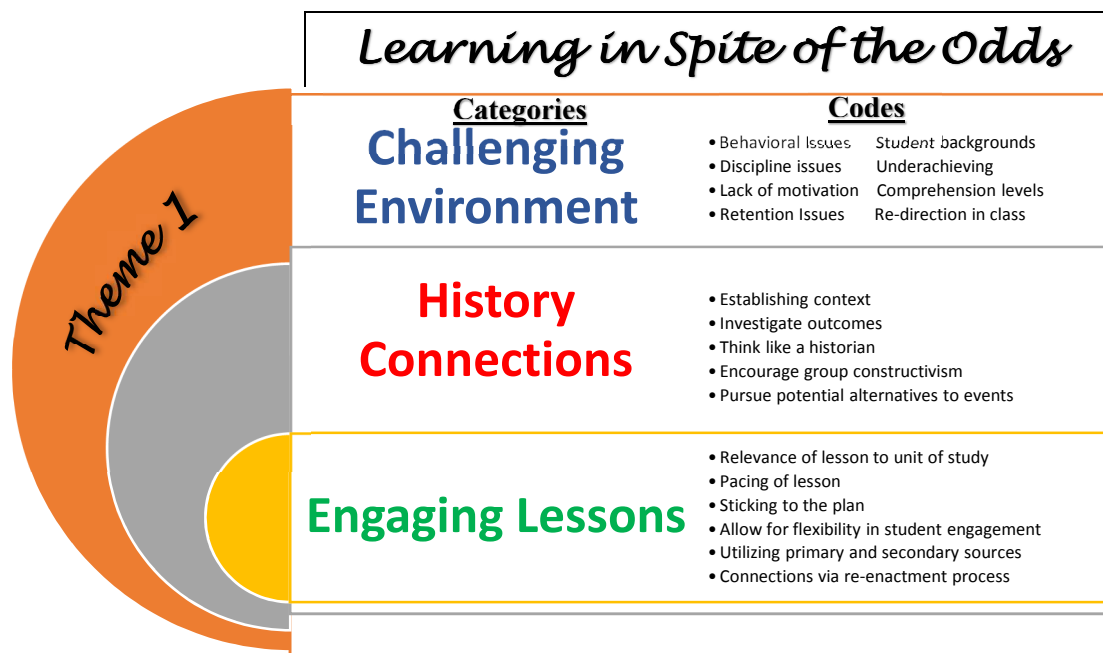 Learning in Spite of the Odds
Theme 1
Categories
Codes
Challenging
Environment
• Behavioral Issues Student backgrounds
• Discipline issues Underachieving
• Lack of motivation Comprehension levels
• Retention Issues Re-direction in class
History
Connections
• Establishing context
• Investigate outcomes
• Think like a historian
• Encourage group constructivism
• Pursue potential alternatives to events
Engaging Lessons
• Relevance of lesson to unit of study
• Pacing of lesson
• Sticking to the plan
• Allow for flexibility in student engagement
• Utilizing primary and secondary sources
• Connections via re-enactment process